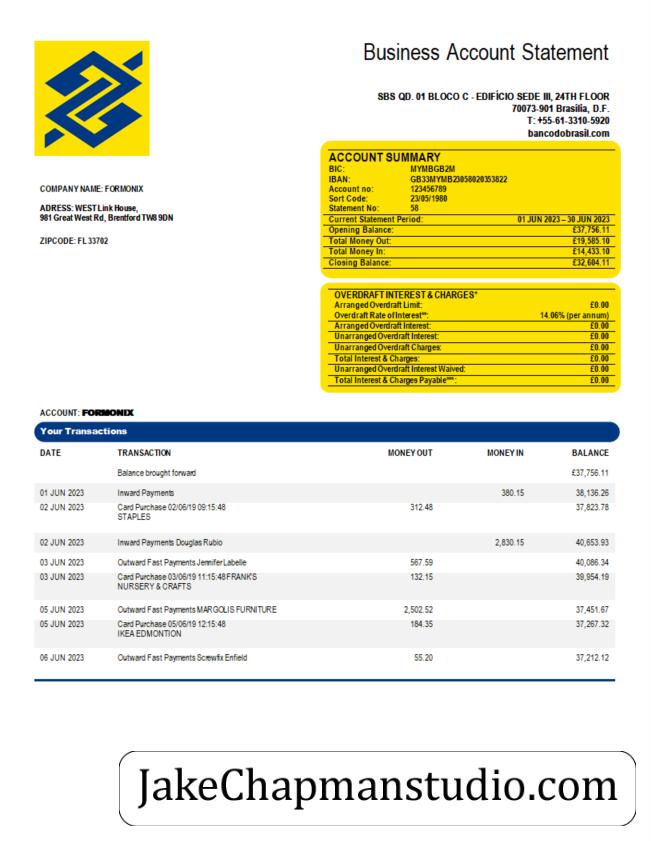 Business Account Statement
SBS QD. 01 BLOCO C - EDIFÍCIO SEDE III, 24TH FLOOR
70073-901 Brasilia, D.F.
T: +55-61-3310-5920
bancodobrasil.com
COMPANY NAME: FORMONIX
ADRESS: WEST Link House,
981 Great West Rd, Brentford TW8 9DN
ZIPCODE: FL 33702
ACCOUNT SUMMARY
BIC: MYMBGB2M
IBAN: GB33MYMB23058020353822
Account no: 123456789
Sort Code: 23/05/1980
Statement No: 58
Current Statement Period: 01 JUN 2023 – 30 JUN 2023
Opening Balance: £37,756.11
Total Money Out: £19,585.10
Total Money In: £14,433.10
Closing Balance: £32,604.11
OVERDRAFT INTEREST & CHARGES*
Arranged Overdraft Limit: £0.00
Overdraft Rate of Interest**: 14.06% (per annum)
Arranged Overdraft Interest: £0.00
Unarranged Overdraft Interest: £0.00
Unarranged Overdraft Charges: £0.00
Total Interest & Charges: £0.00
Unarranged Overdraft Interest Waived: £0.00
Total Interest & Charges Payable***: £0.00
ACCOUNT: FORMONIX
Your Transactions
DATE TRANSACTION MONEY OUT MONEY IN BALANCE
Balance brought forward £37,756.11
01 JUN 2023 Inward Payments 380.15 38,136.26
02 JUN 2023 Card Purchase 02/06/19 09:15:48 312.48 37,823.78
STAPLES
02 JUN 2023 Inward Payments Douglas Rubio 2,830.15 40,653.93
03 JUN 2023 Outward Fast Payments Jennifer Labelle 567.59 40,086.34
03 JUN 2023 Card Purchase 03/06/19 11:15:48 FRANK'S 132.15 39,954.19
NURSERY & CRAFTS
05 JUN 2023 Outward Fast Payments MARGOLIS FURNITURE 2,502.52 37,451.67
05 JUN 2023 Card Purchase 05/06/19 12:15:48 184.35 37,267.32
IKEA EDMONTION
06 JUN 2023 Outward Fast Payments Screwfix Enfield 55.20 37,212.12
JakeChapmanstudio.com